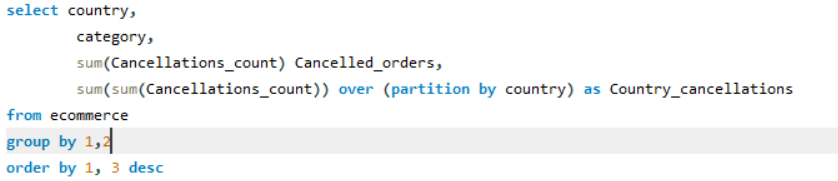 select country,
category,
sum(Cancellations_count) Cancelled_orders,
sum(sum(Cancellations_count)) over (partition by country) as Country_cancellations
from ecommerce
group by 1,2
order by 1, 3 desc